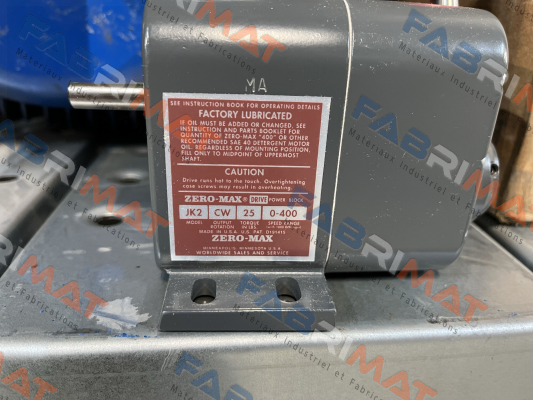 MA
SEE INSTRUCTION BOOK FOR OPERATING DETAILS
FACTORY LUBRICATED
IF OIL MUST BE ADDED OR CHANGED, SEE
INSTRUCTION AND PARTS BOOKLET FOR
QUANTITY OF ZERO-MAX "400" OR OTHER
RECOMMENDED SAE 40 DETERGENT MOTOR
OIL. REGARDLESS OF MOUNTING POSITION,
FILL ONLY TO MIDPOINT OF UPPERMOST
SHAFT.
CAUTION
Drive runs hot to the touch. Overtightening
case screws may result in overheating.
ZERO-MAX® DRIVE POWER BLOCK
JK2 CW 25 0-400
MODEL OUTPUT ROTATION TORQUE IN LBS. SPEED RANGE
MADE IN U.S.A. U.S. PAT.
ZERO-MAX
MINNEAPOLIS, MINNESOTA U.S.A.
WORLDWIDE SALES AND SERVICE
FABRIMAT
Materiaux Industriel et Fabrications